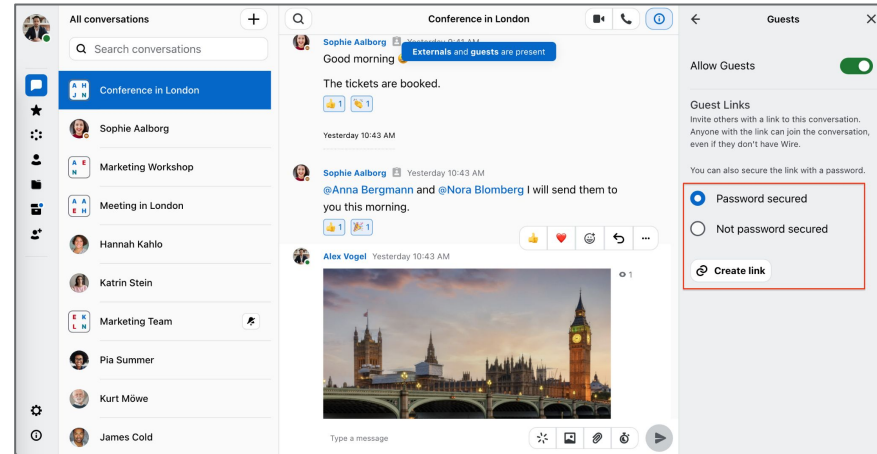 All conversations
Search conversations
A H
J N
Conference in London
Sophie Aalborg
A E
N
Marketing Workshop
A A
E H
Meeting in London
Hannah Kahlo
Katrin Stein
E K
L N
Marketing Team
Pia Summer
Kurt Möwe
James Cold
Conference in London
Sophie Aalborg Yesterday 9:41 AM
Externals and guests are present
Good morning
The tickets are booked.
1 1
Yesterday 10:43 AM
Sophie Aalborg Yesterday 10:43 AM
@Anna Bergmann and @Nora Blomberg I will send them to
you this morning.
1 1
Alex Vogel Yesterday 10:43 AM
1
Type a message
Guests
Allow Guests
Guest Links
Invite others with a link to this conversation.
Anyone with the link can join the conversation,
even if they don't have Wire.
You can also secure the link with a password.
Password secured
Not password secured
Create link